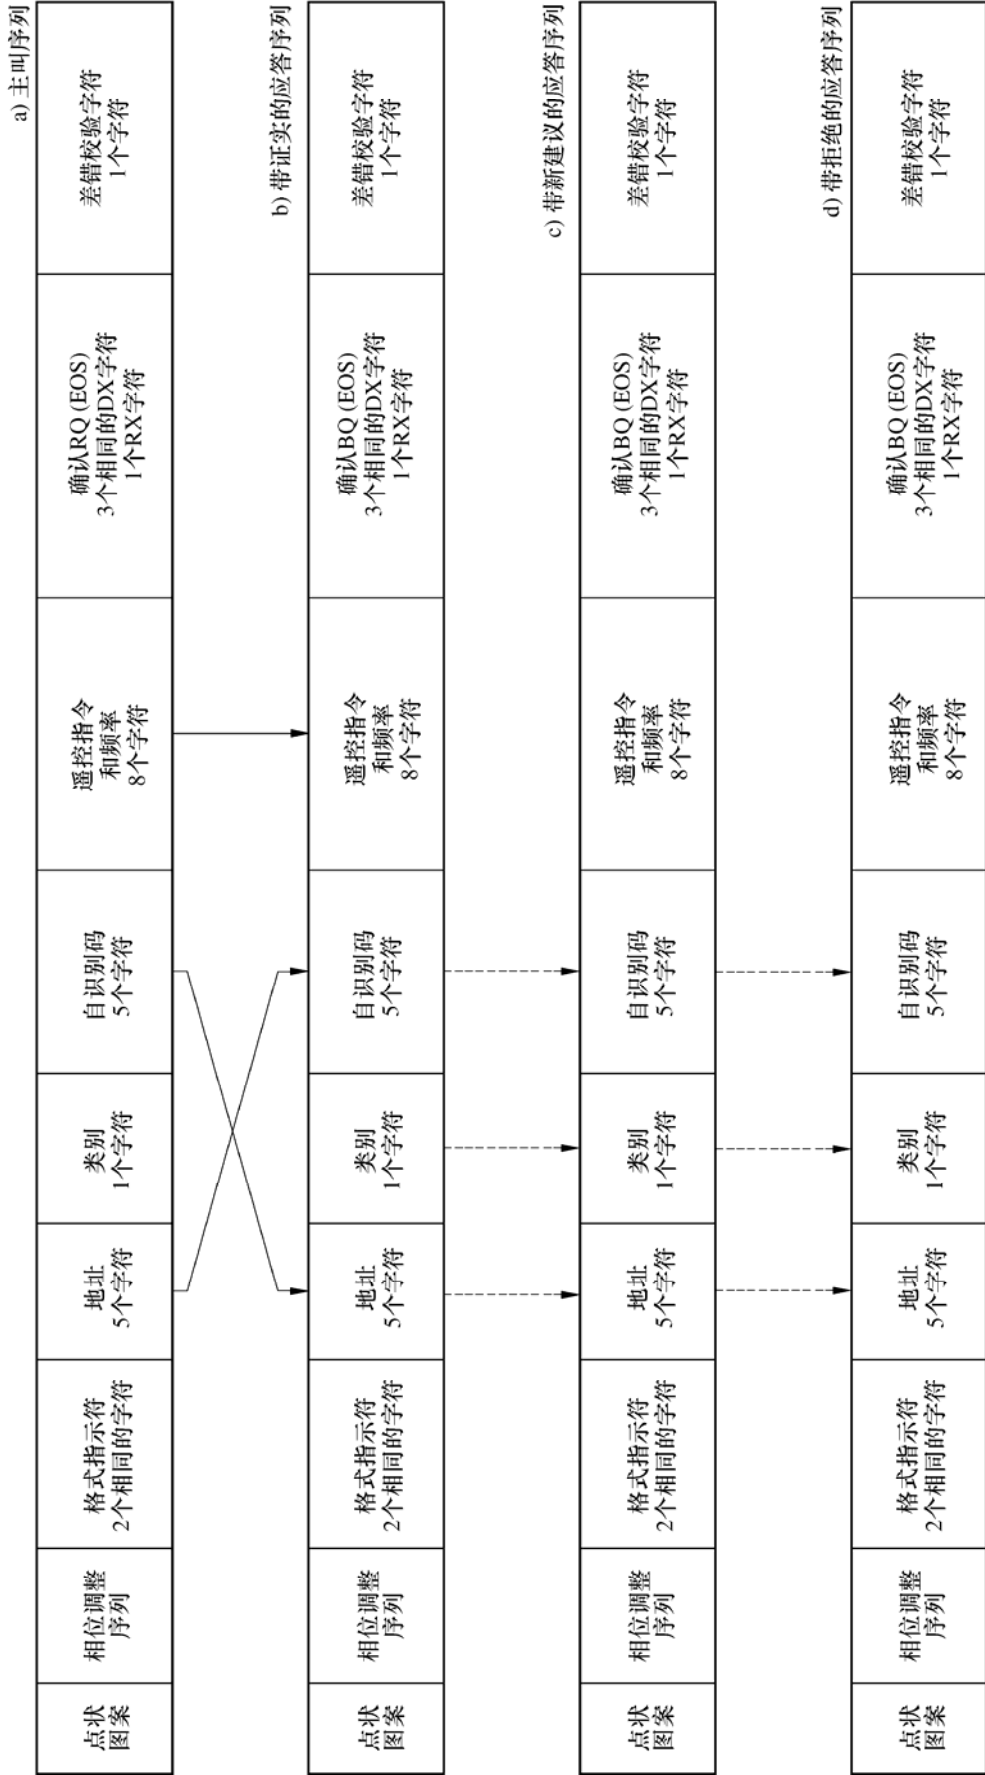 a) 主叫序列
点状
图案
相位调整
序列
格式指示符
2个相同的字符
地址
5个字符
类别
1个字符
自识别码
5个字符
遥控指令
和频率
8个字符
确认RQ (EOS)
3个相同的DX字符
1个RX字符
差错校验字符
1个字符
b) 带证实的应答序列
点状
图案
相位调整
序列
格式指示符
2个相同的字符
地址
5个字符
类别
1个字符
自识别码
5个字符
遥控指令
和频率
8个字符
确认BQ (EOS)
3个相同的DX字符
1个RX字符
差错校验字符
1个字符
c) 带新建议的应答序列
点状
图案
相位调整
序列
格式指示符
2个相同的字符
地址
5个字符
类别
1个字符
自识别码
5个字符
遥控指令
和频率
8个字符
确认BQ (EOS)
3个相同的DX字符
1个RX字符
差错校验字符
1个字符
d) 带拒绝的应答序列
点状
图案
相位调整
序列
格式指示符
2个相同的字符
地址
5个字符
类别
1个字符
自识别码
5个字符
遥控指令
和频率
8个字符
确认BQ (EOS)
3个相同的DX字符
1个RX字符
差错校验字符
1个字符